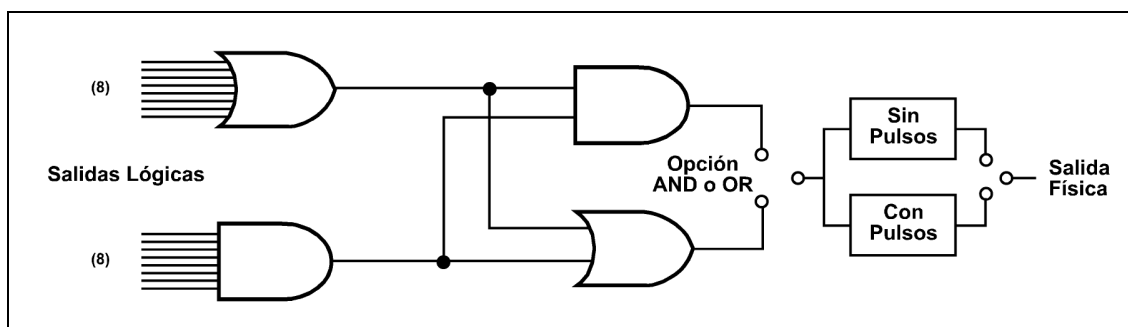 (8)
Salidas Lógicas
(8)
Opción
AND o OR
Sin
Pulsos
Con
Pulsos
Salida
Física